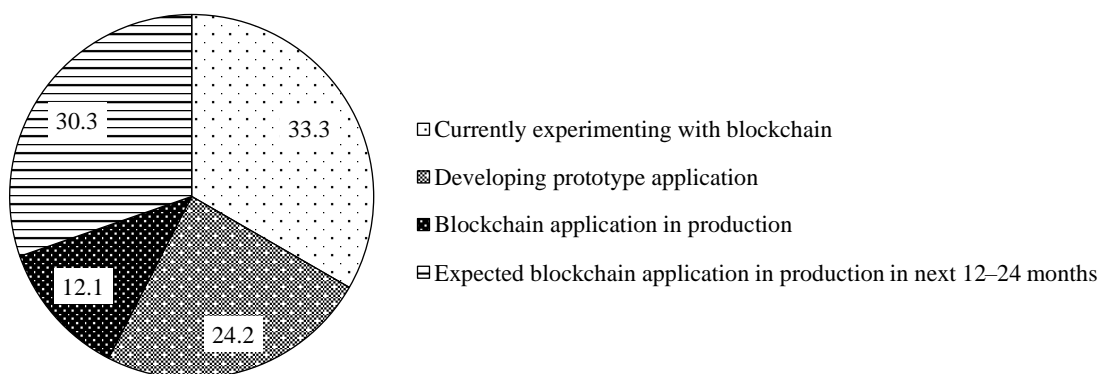 30.3
33.3
12.1
24.2
Currently experimenting with blockchain
Developing prototype application
Blockchain application in production
Expected blockchain application in production in next 12–24 months